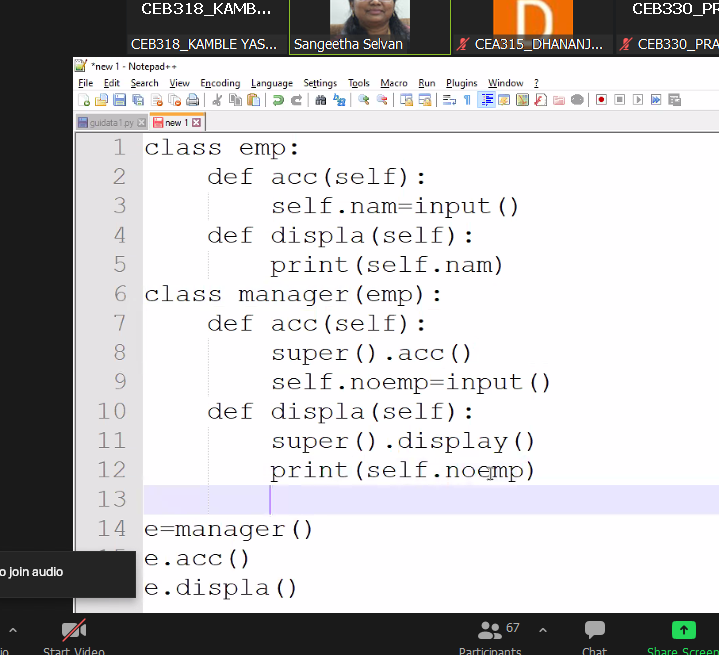 CEB318_KAMB...
CEB330_PR
CEB318_KAMBLE YAS...
Sangeetha Selvan
D
CEA315_DHANANJ...
CEB330_PRA
*new 1 - Notepad++
File Edit Search View Encoding Language Settings Tools Macro Run Plugins Window ?
guidata1.py new 1
1 class emp:
2 def acc(self):
3 self.nam=input()
4 def displa(self):
5 print(self.nam)
6 class manager(emp):
7 def acc(self):
8 super().acc()
9 self.noemp=input()
10 def displa(self):
11 super().display()
12 print(self.noemp)
13
14 e=manager()
e.acc()
e.displa()
o join audio
67
io Start Video Participants Chat Share Screen